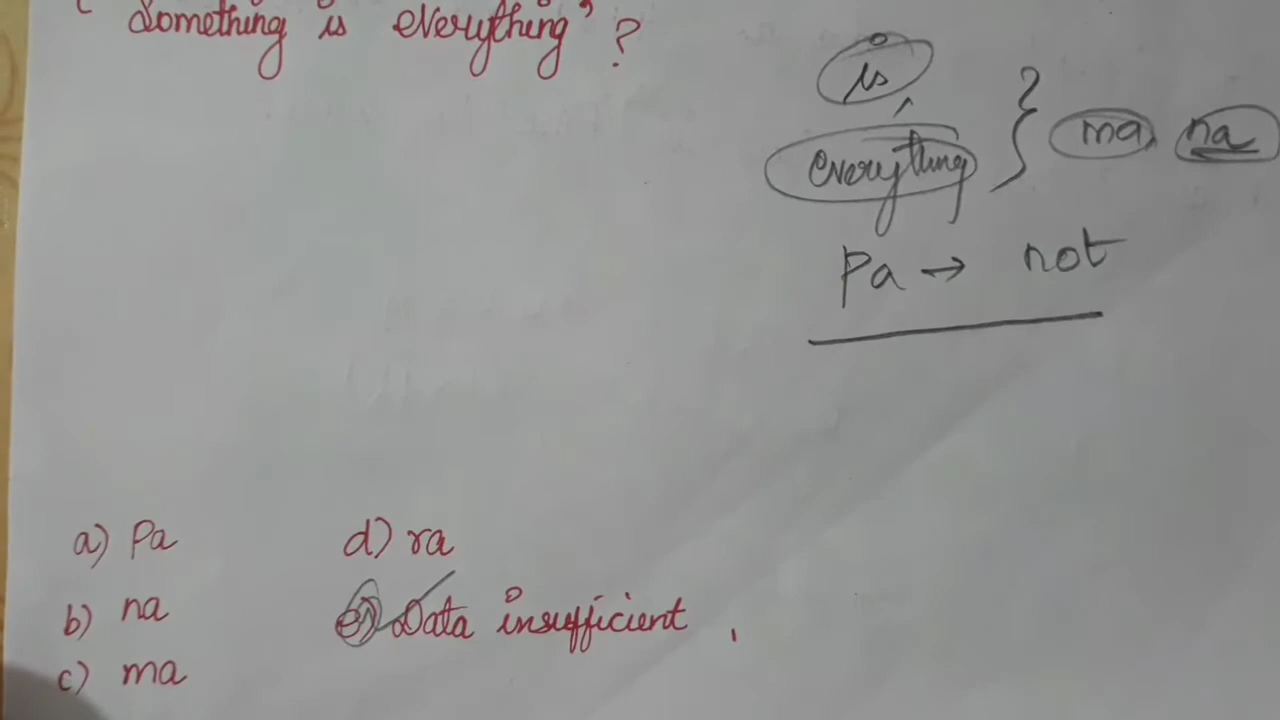 ‘Something is everything’ ?
is,
everything } ma, na
Pa → not
a) Pa
b) na
c) ma
d) ra
e) Data insufficient .